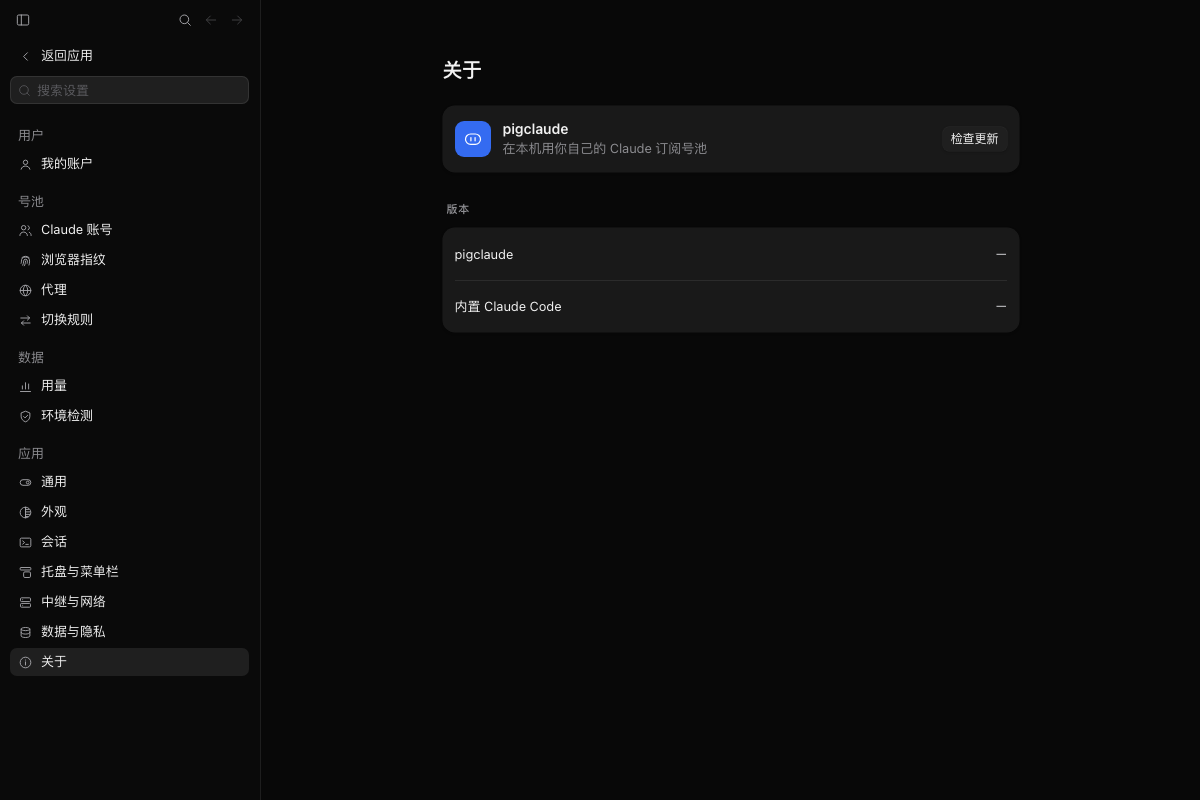 返回应用
搜索设置
用户
我的账户
号池
Claude 账号
浏览器指纹
代理
切换规则
数据
用量
环境检测
应用
通用
外观
会话
托盘与菜单栏
中继与网络
数据与隐私
关于
关于
pigclaude
在本机用你自己的 Claude 订阅号池
检查更新
版本
pigclaude —
内置 Claude Code —